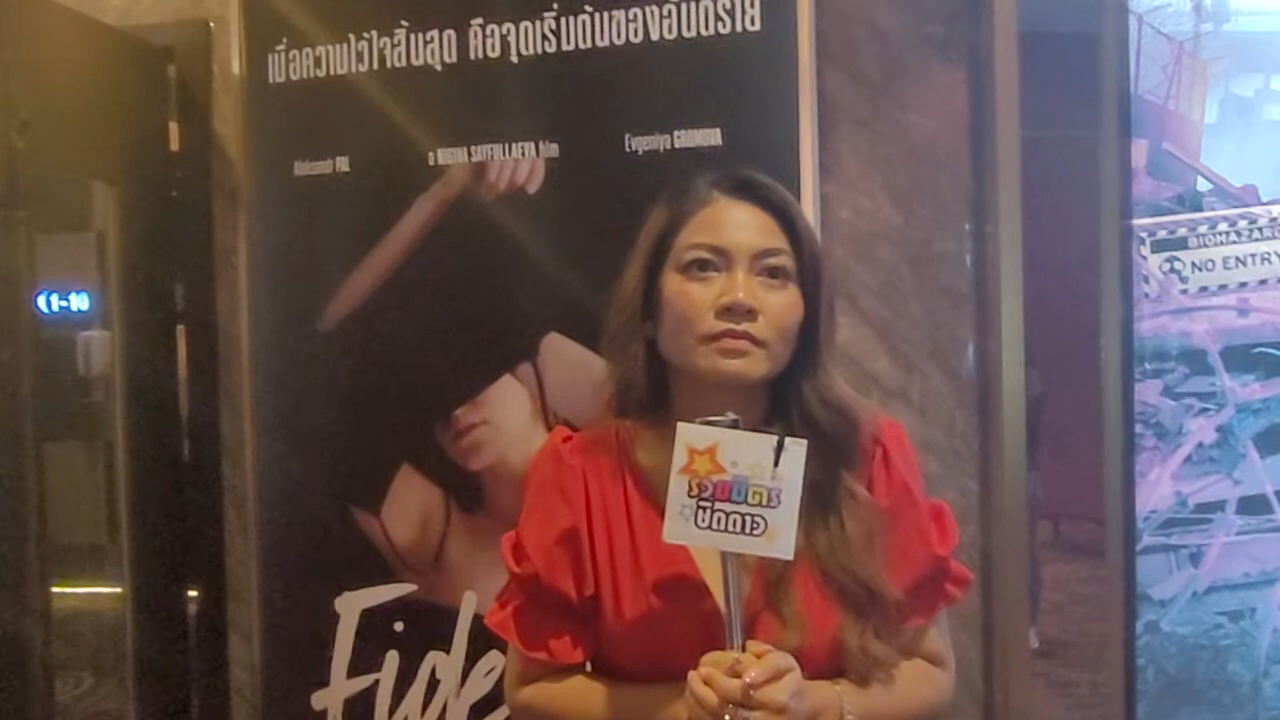 เมื่อความไว้ใจสิ้นสุด คือจุดเริ่มต้นของอันตราย
Aleksandr PAL
a NIGINA SAYFULLAEVA film
Evgeniya GROMOVA
BIOHAZARD
NO ENTRY
1-10
รวมมิตร
ชิดดาว
Fide